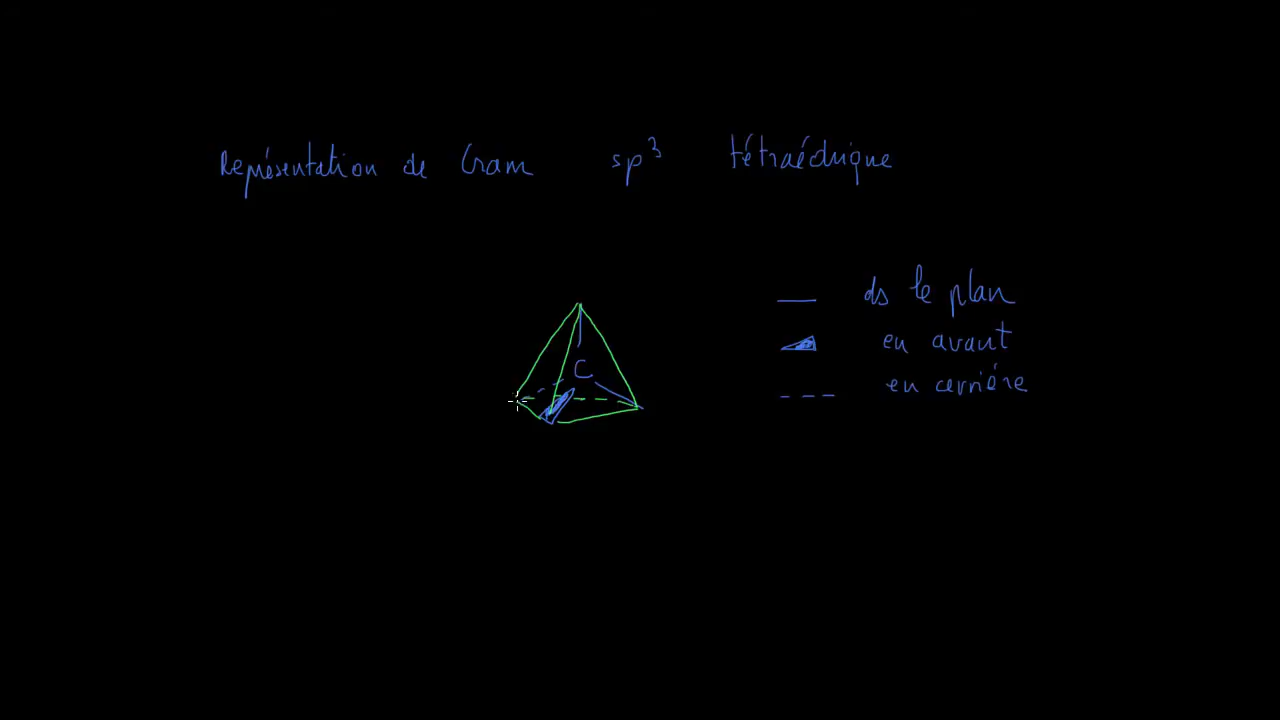 Représentation de Cram sp³ tétraédrique
ds le plan
en avant
en arrière
C